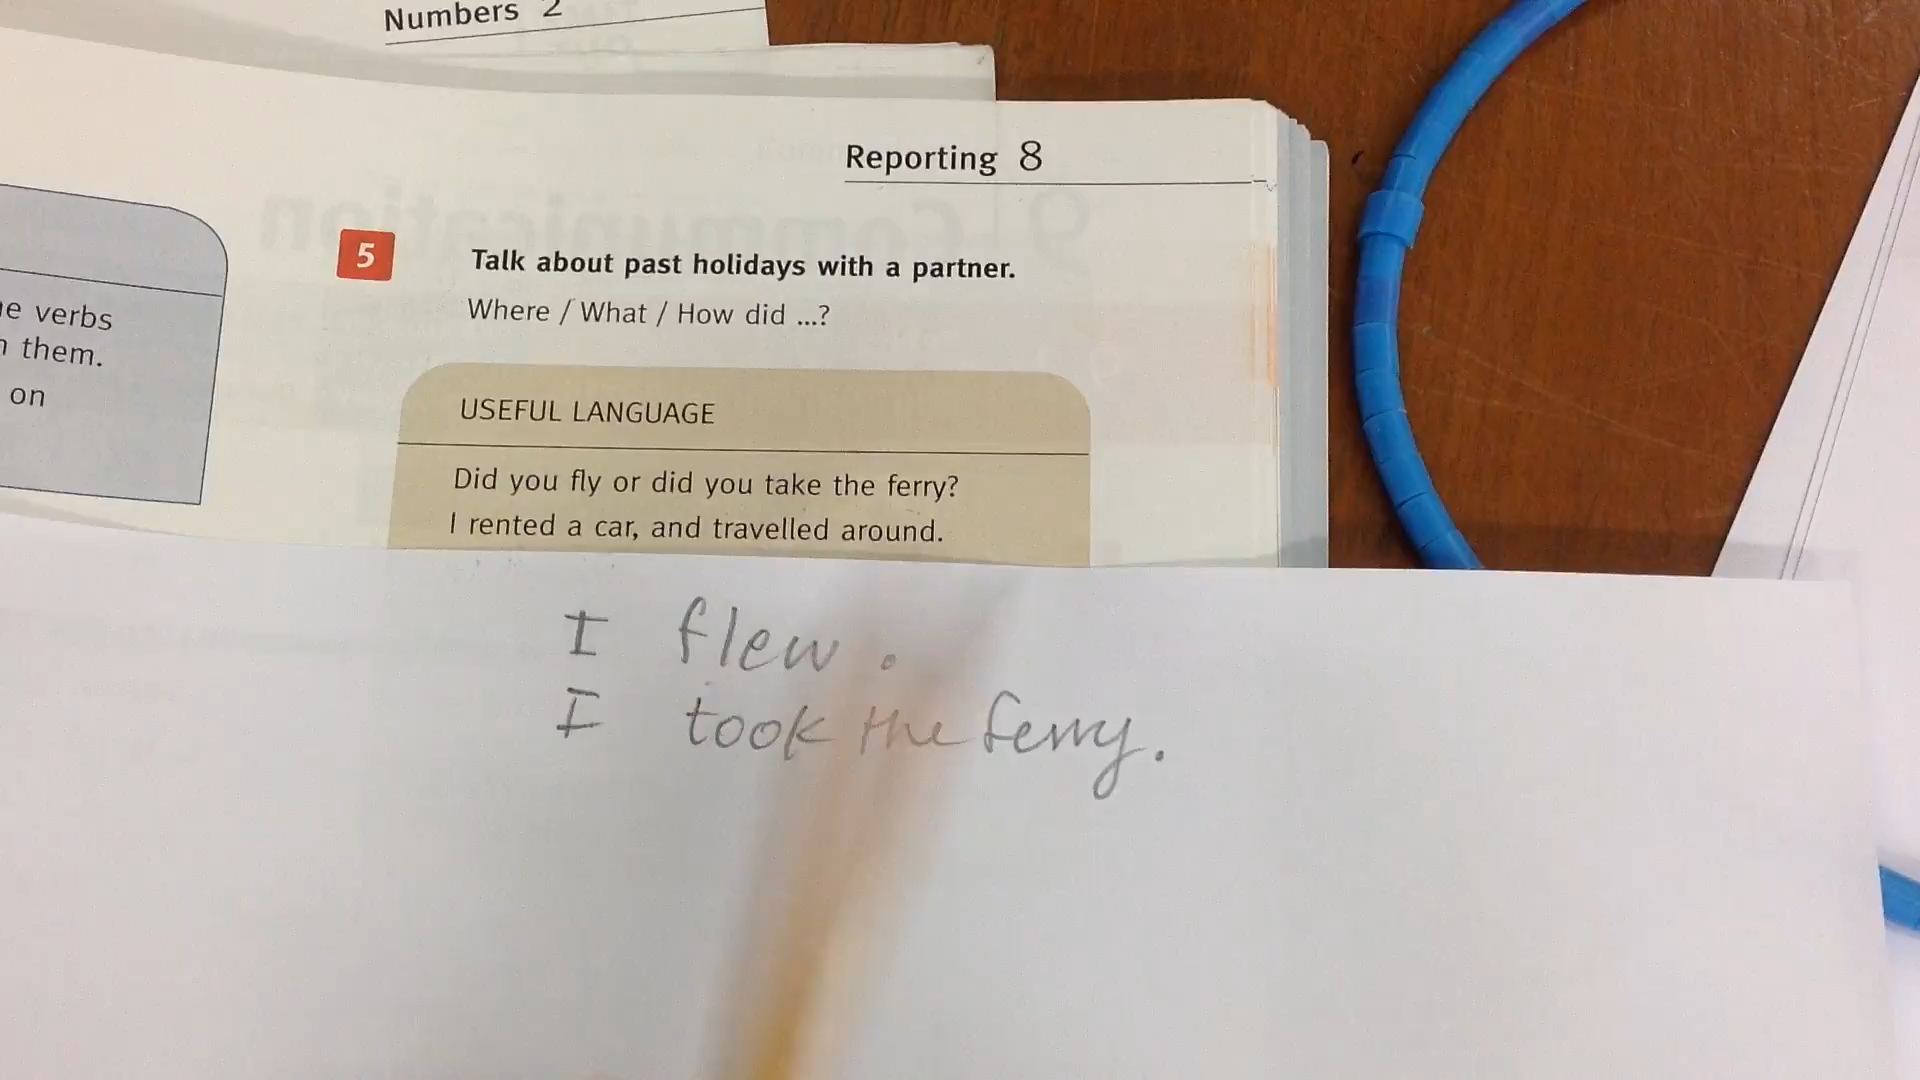 Numbers 2
Reporting 8
e verbs
them.
on
5 Talk about past holidays with a partner.
Where / What / How did ...?
USEFUL LANGUAGE
Did you fly or did you take the ferry?
I rented a car, and travelled around.
I flew.
I took the ferry.